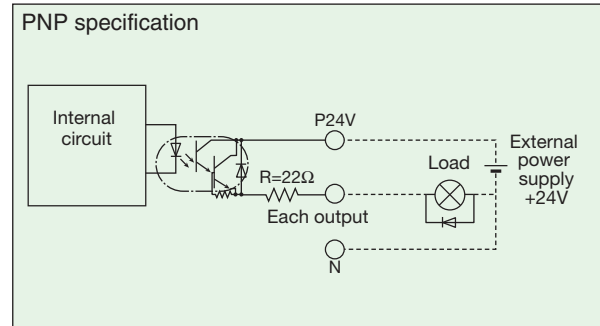 PNP specification
Internal
circuit
P24V
R=22Ω
Each output
N
Load
External
power
supply
+24V